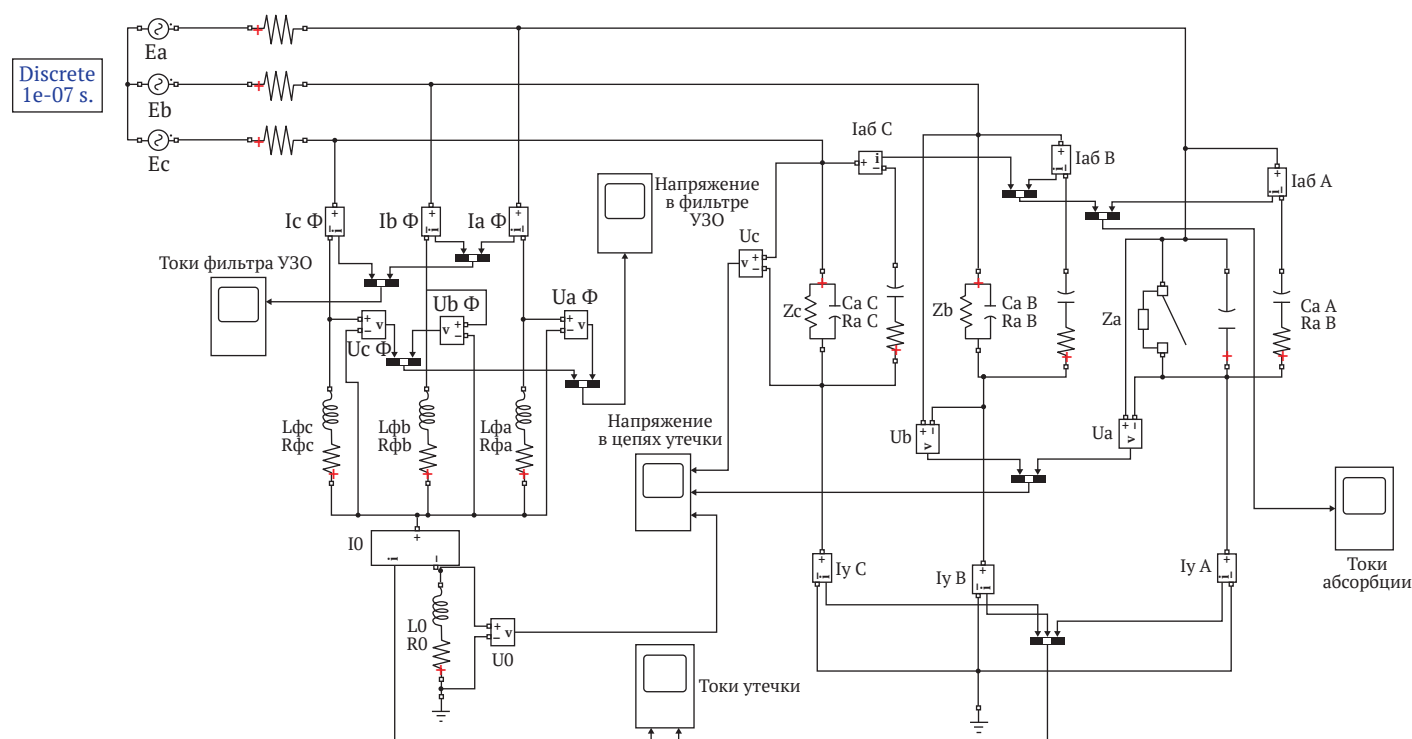 Ea
Discrete
1e-07 s.
Eb
Ec
Iаб C
Iаб B
Iаб A
Напряжение
в фильтре
УЗО
Ic Ф
Ib Ф
Ia Ф
Uc
Токи фильтра УЗО
Ub Ф
Ua Ф
Uc Ф
Zc
Ca C
Ra C
Zb
Ca B
Ra B
Za
Ca A
Ra B
Lфc
Rфc
Lфb
Rфb
Lфa
Rфa
Напряжение
в цепях утечки
Ub
Ua
I0
Iу C
Iу B
Iу A
Токи
абсорбции
L0
R0
U0
Токи утечки